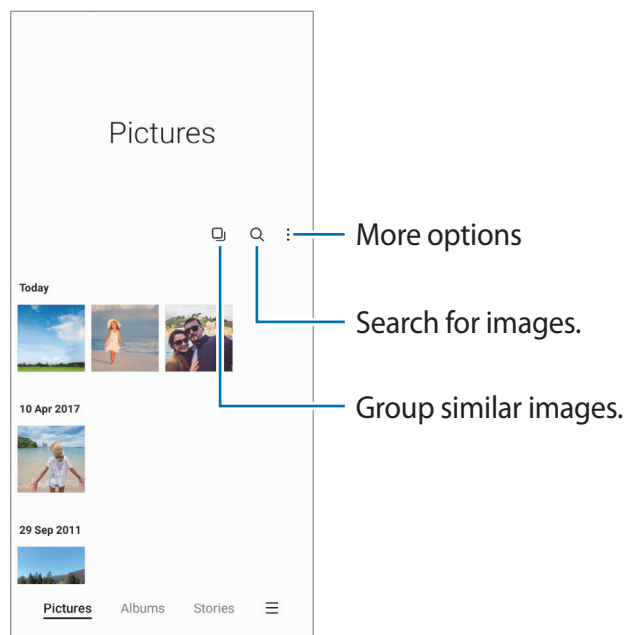 Pictures
More options
Today
Search for images.
Group similar images.
10 Apr 2017
29 Sep 2011
Pictures Albums Stories